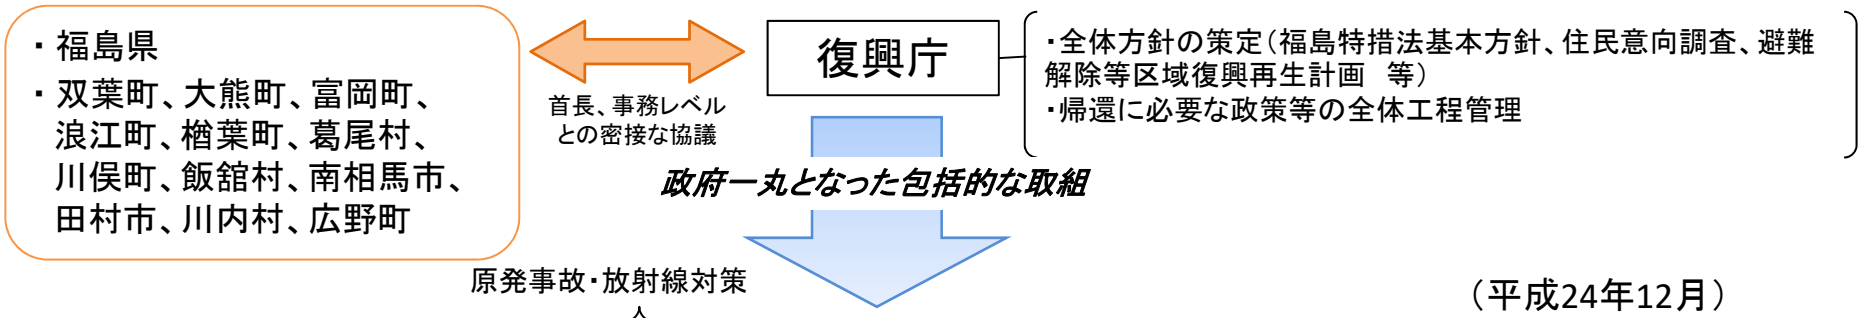 ・福島県
・双葉町、大熊町、富岡町、
浪江町、楢葉町、葛尾村、
川俣町、飯舘村、南相馬市、
田村市、川内村、広野町
首長、事務レベル
との密接な協議
復興庁
・全体方針の策定（福島特措法基本方針、住民意向調査、避難
解除等区域復興再生計画　等）
・帰還に必要な政策等の全体工程管理
政府一丸となった包括的な取組
原発事故・放射線対策
（平成24年12月）